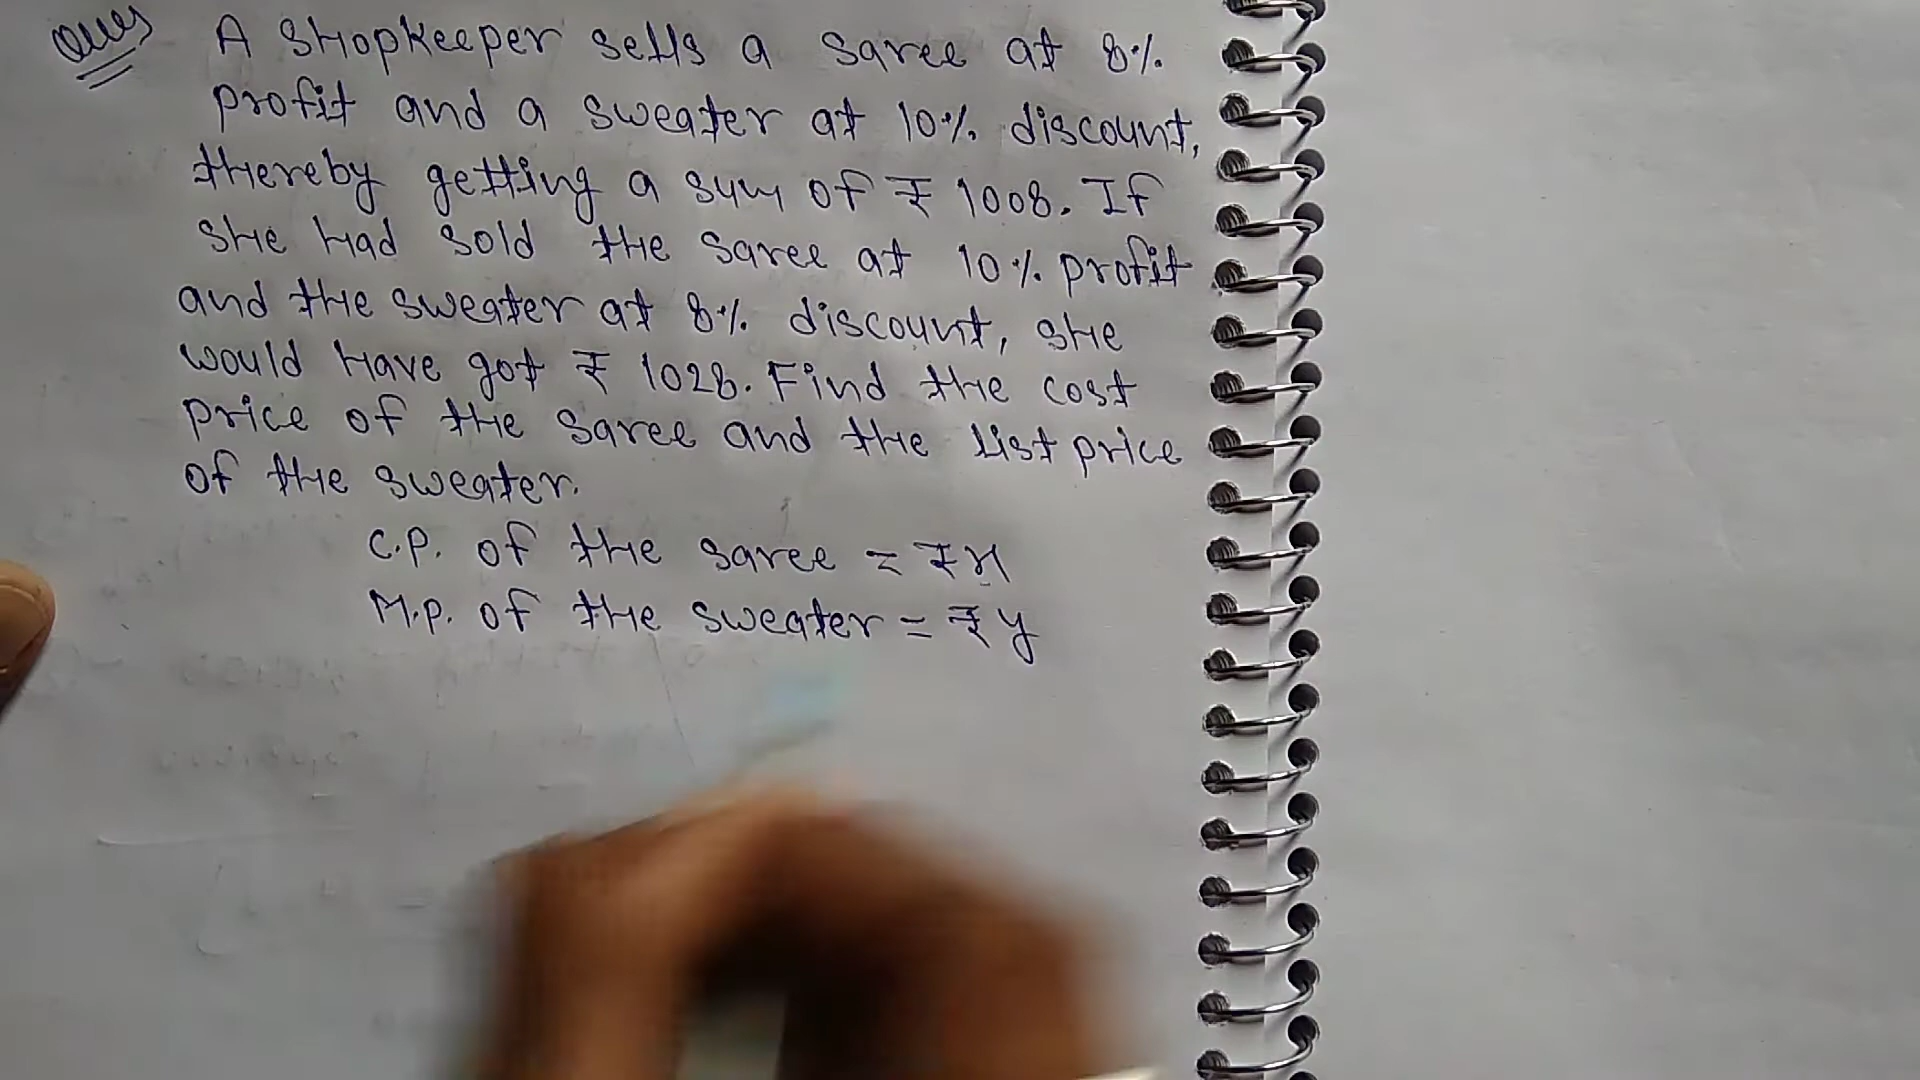 Ques A shopkeeper sells a saree at 8%
profit and a sweater at 10% discount,
thereby getting a sum of ₹ 1008. If
she had sold the saree at 10% profit
and the sweater at 8% discount, she
would have got ₹ 1028. Find the cost
price of the saree and the list price
of the sweater.
C.P. of the saree = ₹x
M.P. of the sweater = ₹y